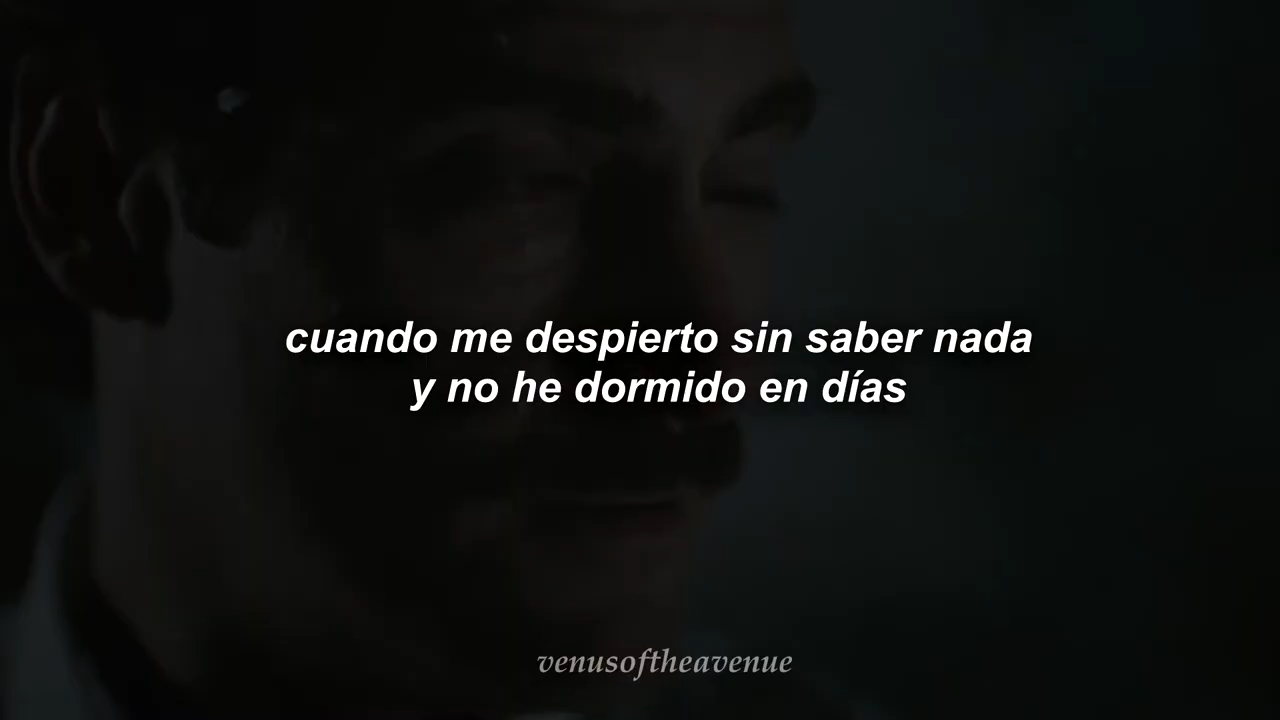 cuando me despierto sin saber nada
y no he dormido en días
venusoftheavenue